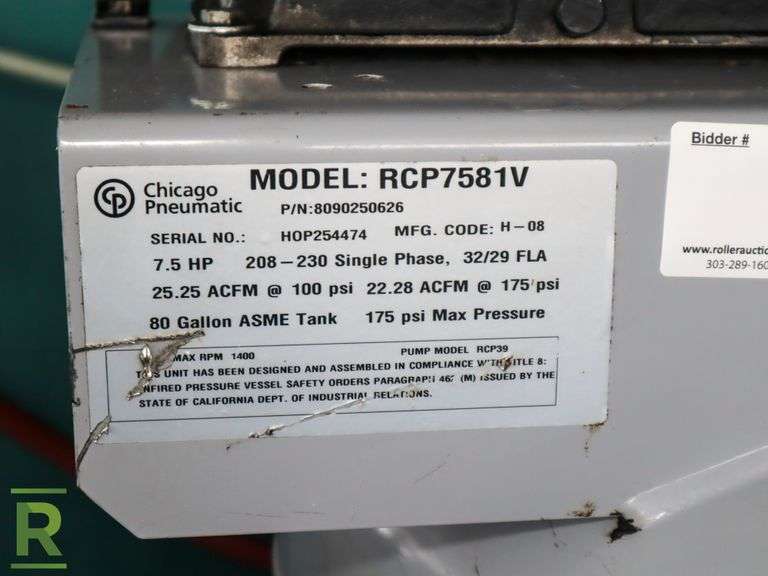 Bidder #
www.rollerauctio
303-289-160
CP Chicago Pneumatic
MODEL: RCP7581V
P/N:8090250626
SERIAL NO.: HOP254474 MFG. CODE: H-08
7.5 HP 208-230 Single Phase, 32/29 FLA
25.25 ACFM @ 100 psi 22.28 ACFM @ 175 psi
80 Gallon ASME Tank 175 psi Max Pressure
MAX RPM 1400 PUMP MODEL RCP39
THIS UNIT HAS BEEN DESIGNED AND ASSEMBLED IN COMPLIANCE WITH TITLE 8:
UNFIRED PRESSURE VESSEL SAFETY ORDERS PARAGRAPH 462 (M) ISSUED BY THE
STATE OF CALIFORNIA DEPT. OF INDUSTRIAL RELATIONS.
R